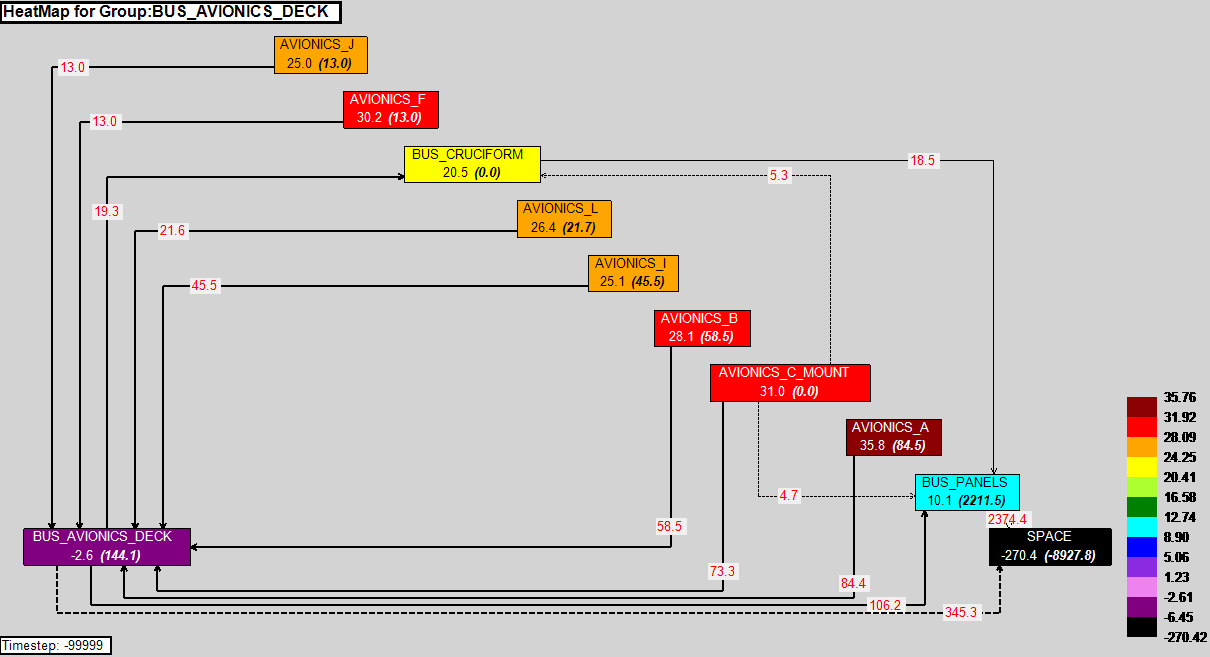 HeatMap for Group:BUS_AVIONICS_DECK
AVIONICS_J
25.0 (13.0)
13.0
AVIONICS_F
30.2 (13.0)
13.0
BUS_CRUCIFORM
20.5 (0.0)
18.5
5.3
19.3
AVIONICS_L
26.4 (21.7)
21.6
AVIONICS_I
25.1 (45.5)
45.5
AVIONICS_B
28.1 (58.5)
AVIONICS_C_MOUNT
31.0 (0.0)
AVIONICS_A
35.8 (84.5)
BUS_PANELS
10.1 (2211.5)
4.7
2374.4
58.5
BUS_AVIONICS_DECK
-2.6 (144.1)
SPACE
-270.4 (-8927.8)
73.3
84.4
106.2
345.3
35.76
31.92
28.09
24.25
20.41
16.58
12.74
8.90
5.06
1.23
-2.61
-6.45
-270.42
Timestep: -99999